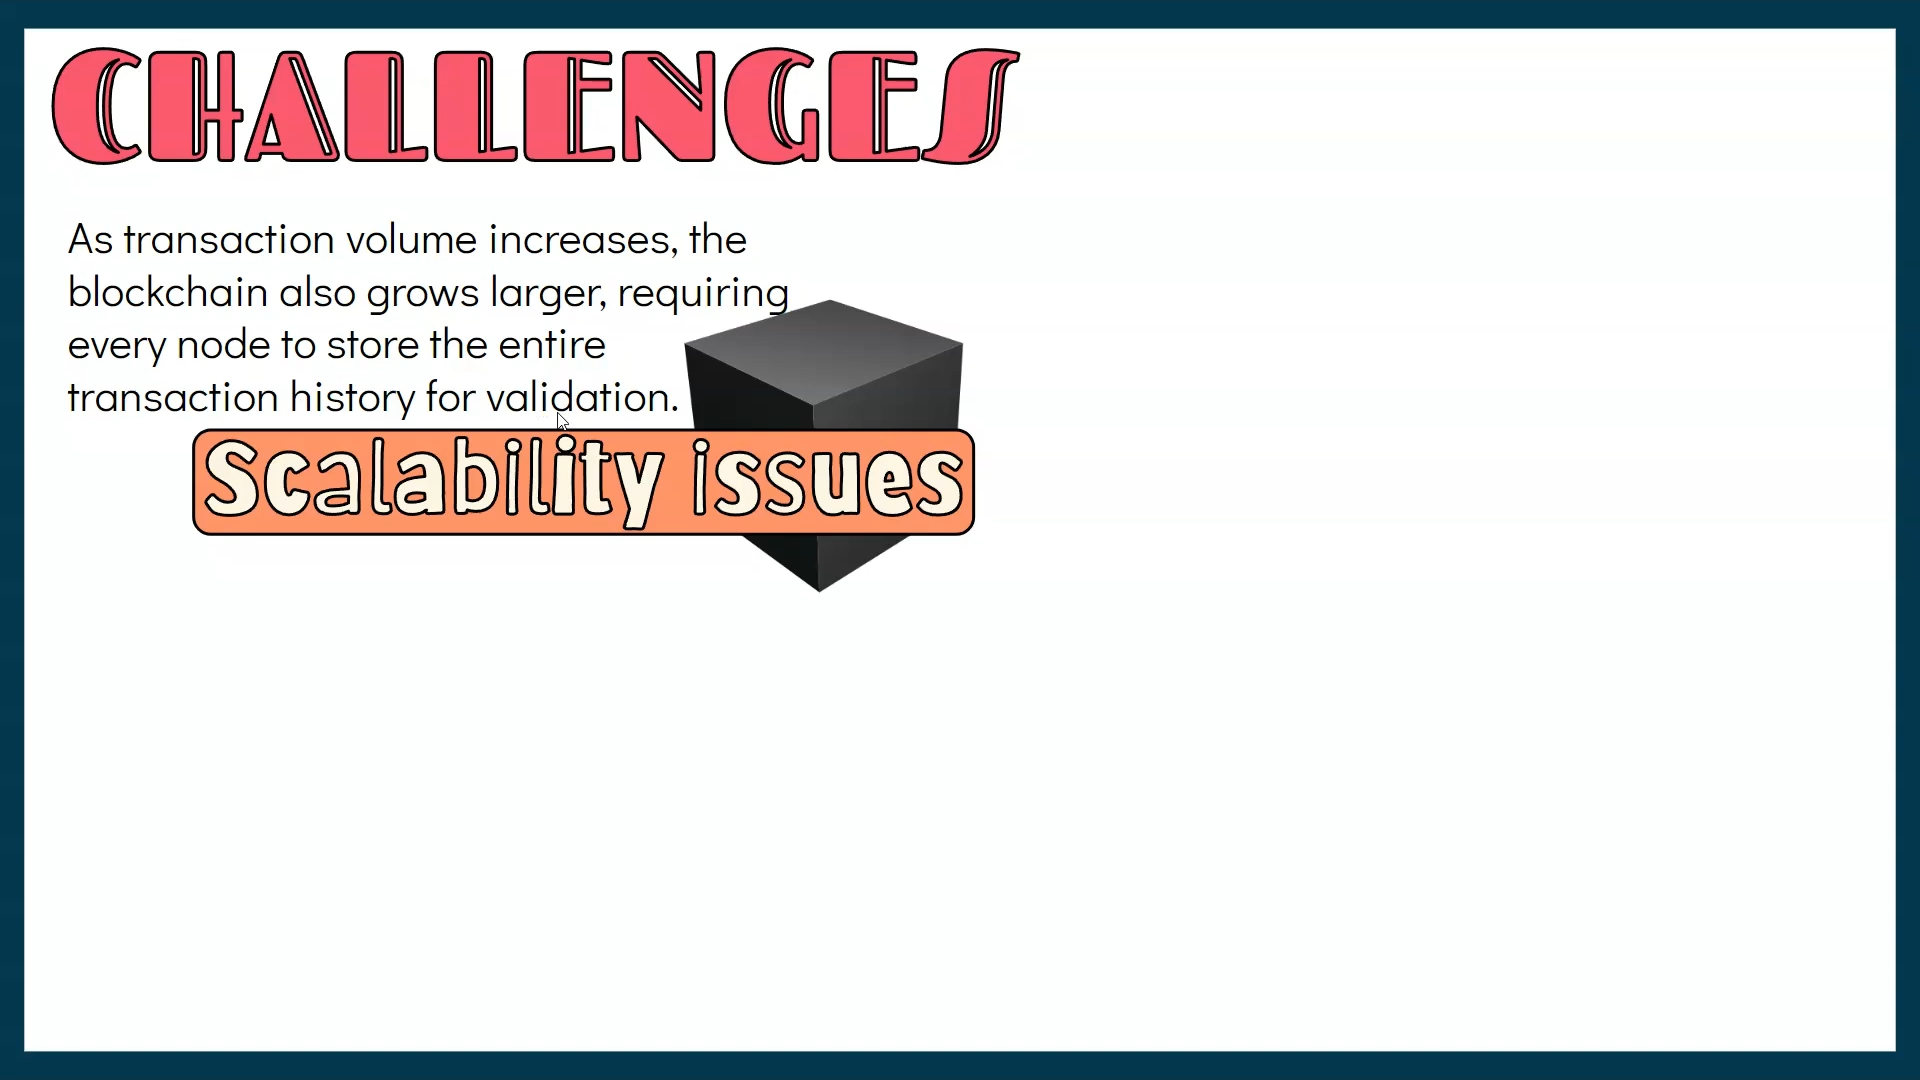 CHALLENGES
As transaction volume increases, the
blockchain also grows larger, requiring
every node to store the entire
transaction history for validation.
Scalability issues